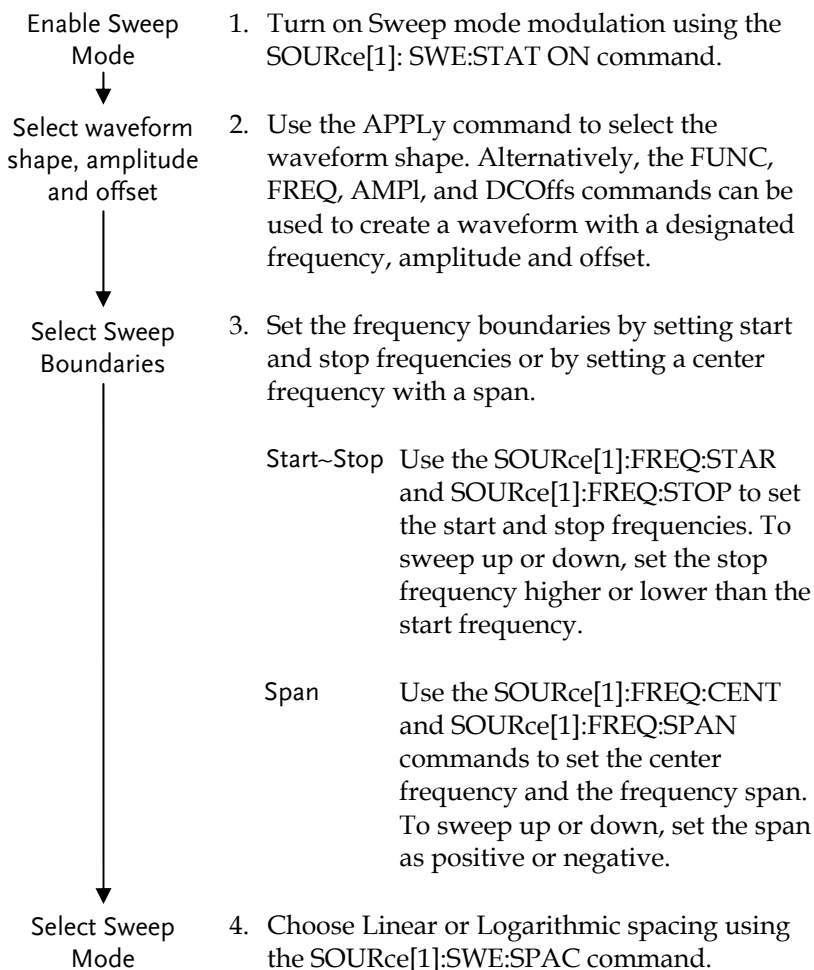 Enable Sweep
Mode
1. Turn on Sweep mode modulation using the
SOURce[1]: SWE:STAT ON command.
Select waveform
shape, amplitude
and offset
2. Use the APPLy command to select the
waveform shape. Alternatively, the FUNC,
FREQ, AMPl, and DCOffs commands can be
used to create a waveform with a designated
frequency, amplitude and offset.
Select Sweep
Boundaries
3. Set the frequency boundaries by setting start
and stop frequencies or by setting a center
frequency with a span.
Start~Stop Use the SOURce[1]:FREQ:STAR
and SOURce[1]:FREQ:STOP to set
the start and stop frequencies. To
sweep up or down, set the stop
frequency higher or lower than the
start frequency.
Span Use the SOURce[1]:FREQ:CENT
and SOURce[1]:FREQ:SPAN
commands to set the center
frequency and the frequency span.
To sweep up or down, set the span
as positive or negative.
Select Sweep
Mode
4. Choose Linear or Logarithmic spacing using
the SOURce[1]:SWE:SPAC command.